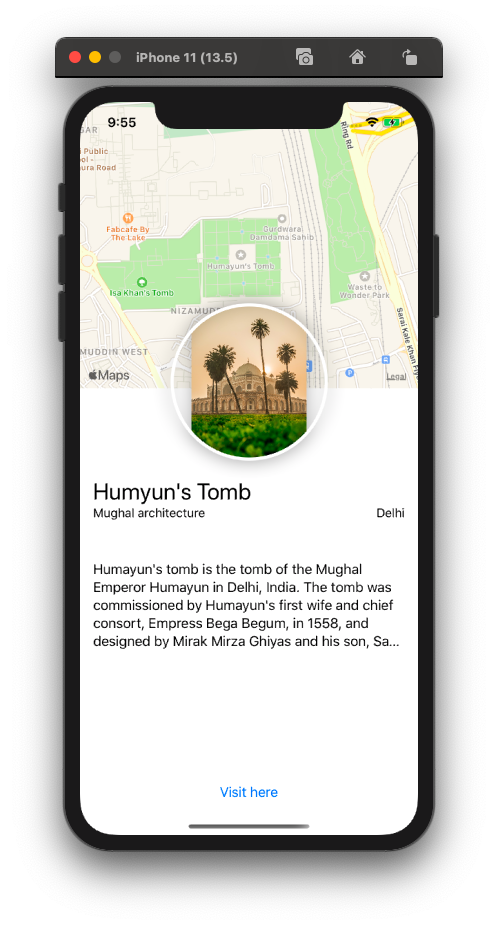 iPhone 11 (13.5)
9:55
GAR
l Public
ol -
ura Road
Ring Rd
Fabcafe By
The Lake
Gurdwara
Damdama Sahib
Humayun's Tomb
Isa Khan's Tomb
Waste to
Wonder Park
NIZAMUD
Sarai Kale Khan Fly
MUDDIN WEST
Maps
Legal
Humyun's Tomb
Mughal architecture
Delhi
Humayun's tomb is the tomb of the Mughal
Emperor Humayun in Delhi, India. The tomb was
commissioned by Humayun's first wife and chief
consort, Empress Bega Begum, in 1558, and
designed by Mirak Mirza Ghiyas and his son, Sa...
Visit here